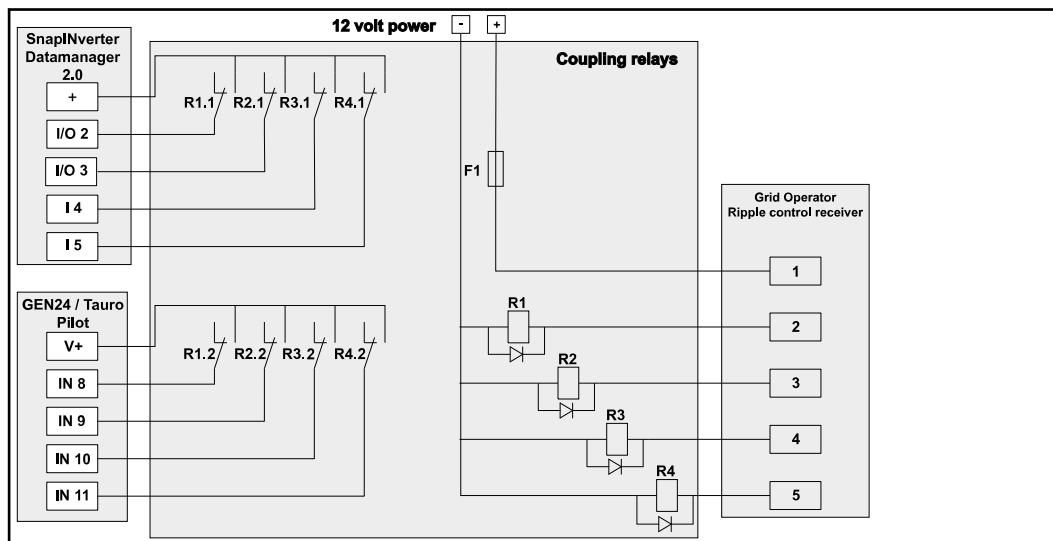 12 volt power - +
SnapINverter
Datamanager
2.0
+
I/O 2
I/O 3
I 4
I 5
R1.1 R2.1 R3.1 R4.1
Coupling relays
F1
Grid Operator
Ripple control receiver
1
2
3
4
5
R1
R2
R3
R4
GEN24 / Tauro
Pilot
V+
IN 8
IN 9
IN 10
IN 11
R1.2 R2.2 R3.2 R4.2